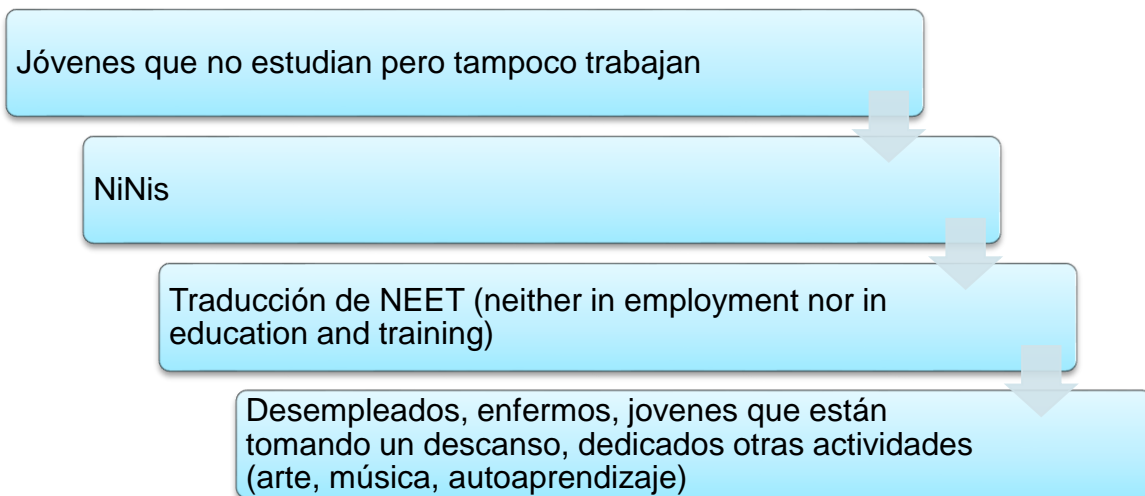 Jóvenes que no estudian pero tampoco trabajan
NiNis
Traducción de NEET (neither in employment nor in
education and training)
Desempleados, enfermos, jovenes que están
tomando un descanso, dedicados otras actividades
(arte, música, autoaprendizaje)